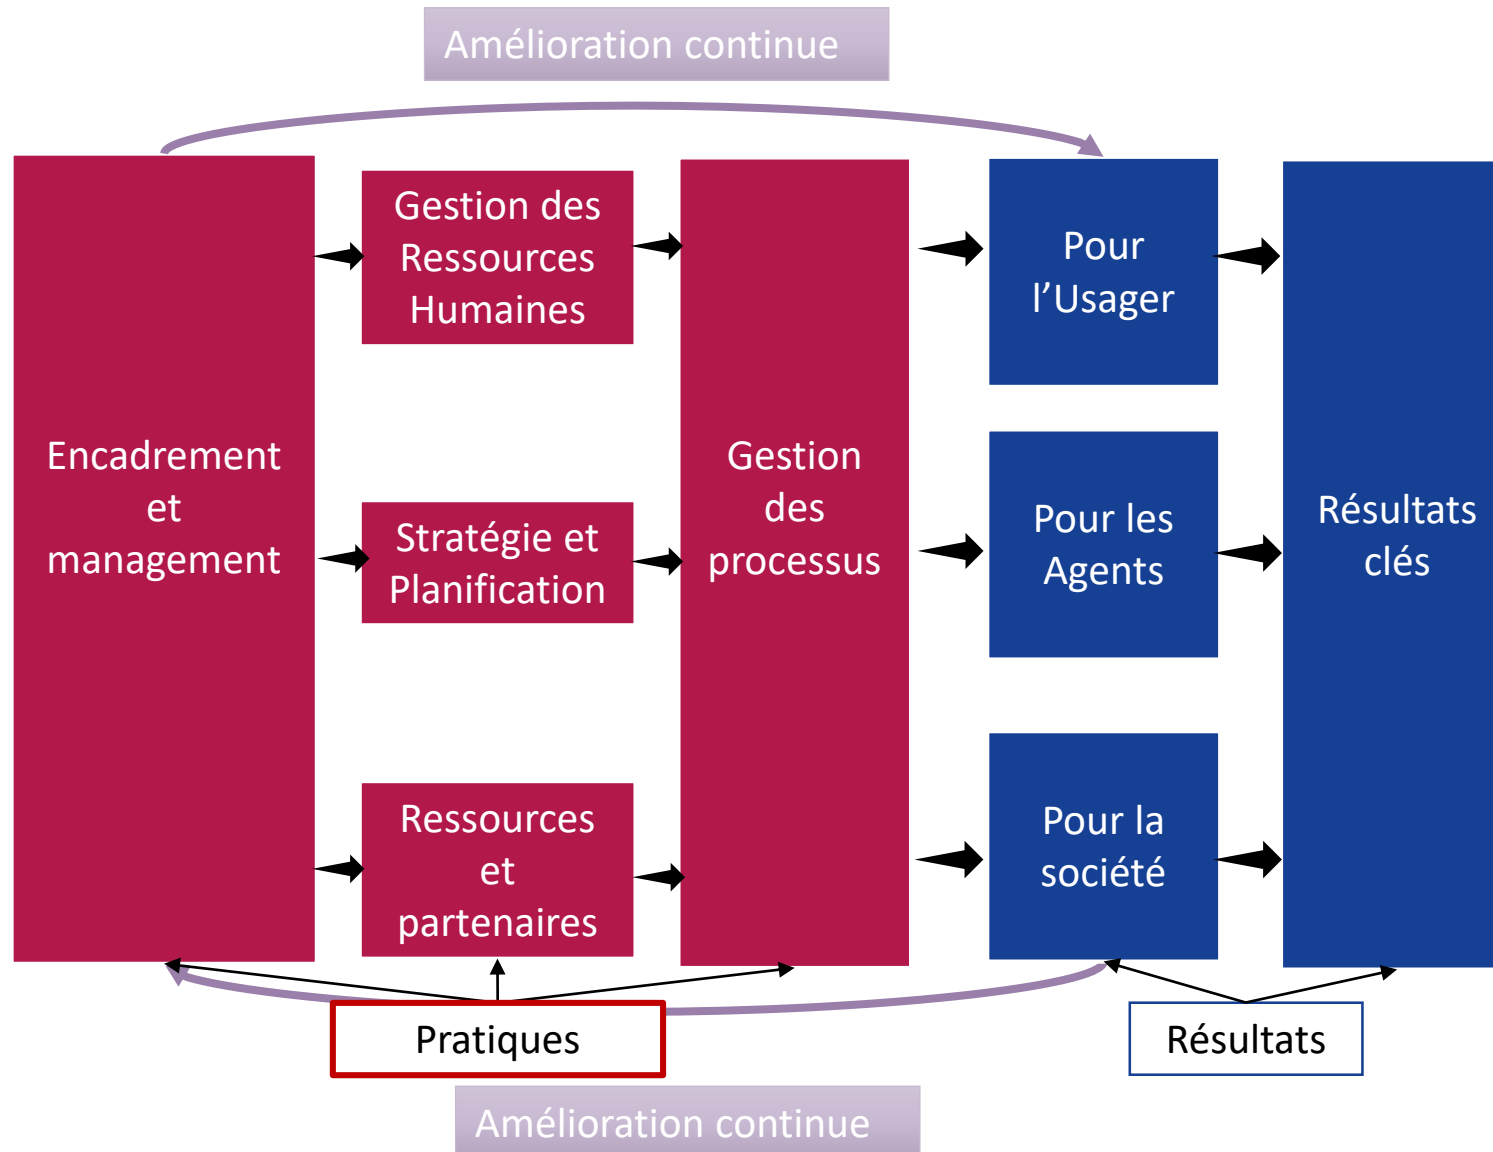 Amélioration continue
Encadrement
et
management
Gestion des
Ressources
Humaines
Stratégie et
Planification
Ressources
et
partenaires
Gestion
des
processus
Pour
l’Usager
Pour les
Agents
Pour la
société
Résultats
clés
Pratiques
Résultats
Amélioration continue